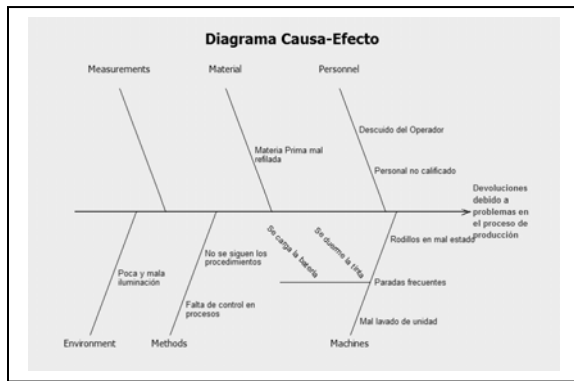 Diagrama Causa-Efecto
Measurements
Material
Personnel
Descuido del Operador
Materia Prima mal
refilada
Personal no calificado
Devoluciones
debido a
problemas en
el proceso de
producción
Rodillos en mal estado
No se siguen los
procedimientos
Se carga la batería
Se duerme la tinta
Poca y mala
iluminación
Paradas frecuentes
Falta de control en
procesos
Mal lavado de unidad
Environment
Methods
Machines